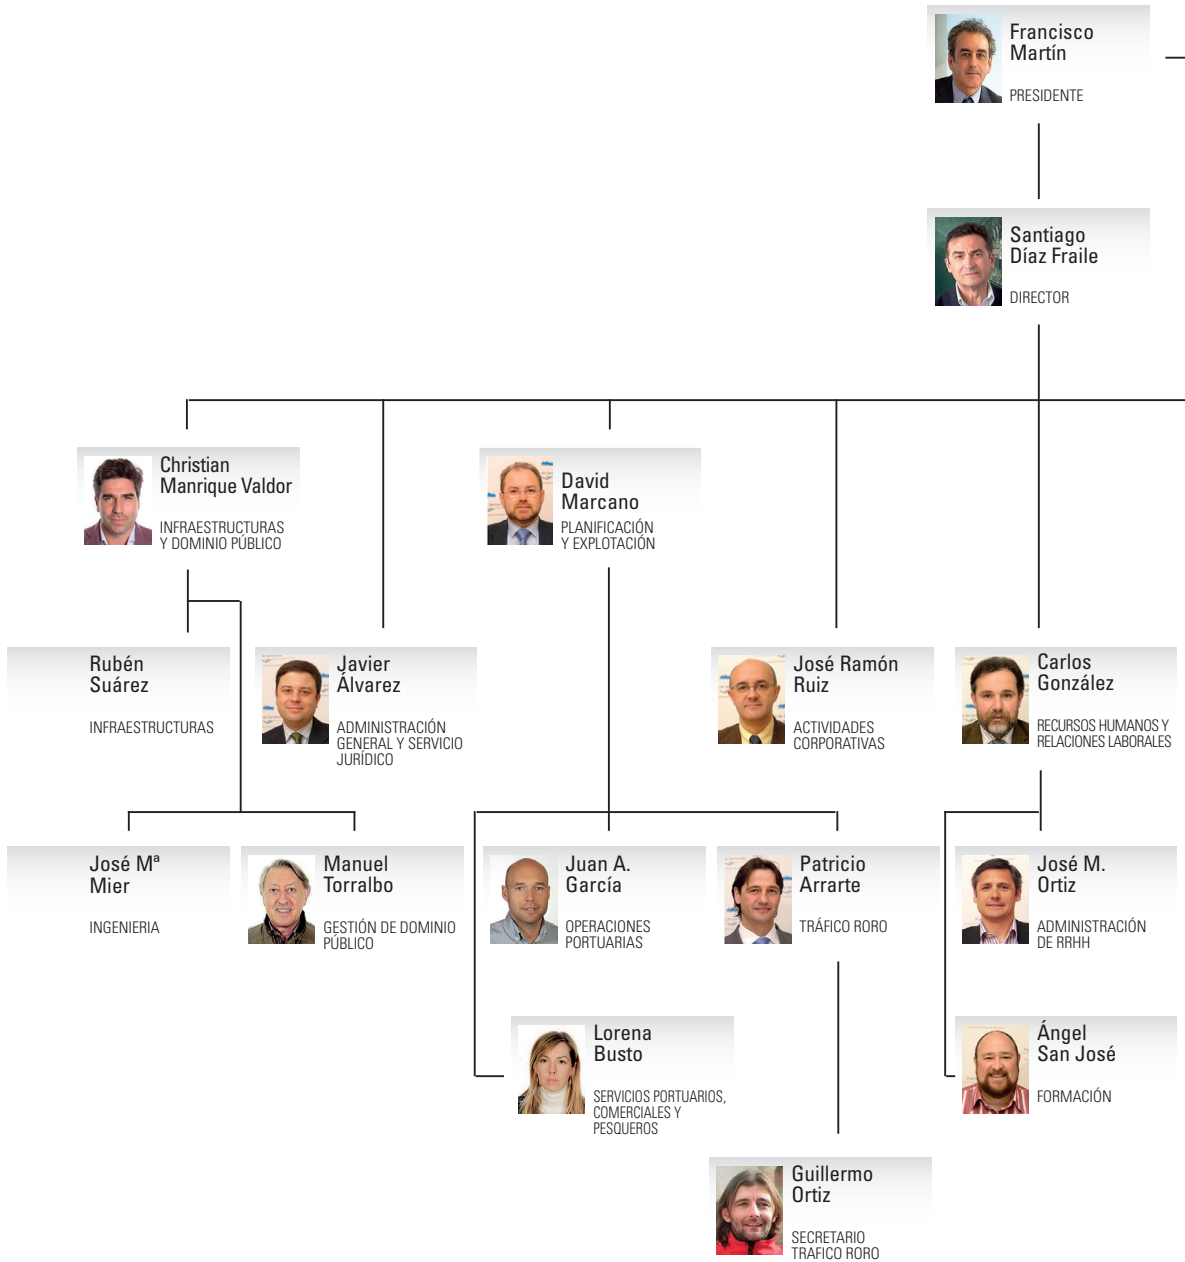 Francisco
Martín
PRESIDENTE
Santiago
Díaz Fraile
DIRECTOR
Christian
Manrique Valdor
INFRAESTRUCTURAS
Y DOMINIO PÚBLICO
David
Marcano
PLANIFICACIÓN
Y EXPLOTACIÓN
Rubén
Suárez
INFRAESTRUCTURAS
Javier
Álvarez
ADMINISTRACIÓN
GENERAL Y SERVICIO
JURÍDICO
José Ramón
Ruiz
ACTIVIDADES
CORPORATIVAS
Carlos
González
RECURSOS HUMANOS Y
RELACIONES LABORALES
José Mª
Mier
INGENIERIA
Manuel
Torralbo
GESTIÓN DE DOMINIO
PÚBLICO
Juan A.
García
OPERACIONES
PORTUARIAS
Patricio
Arrarte
TRÁFICO RORO
José M.
Ortiz
ADMINISTRACIÓN
DE RRHH
Lorena
Busto
SERVICIOS PORTUARIOS,
COMERCIALES Y
PESQUEROS
Ángel
San José
FORMACIÓN
Guillermo
Ortiz
SECRETARIO
TRAFICO RORO